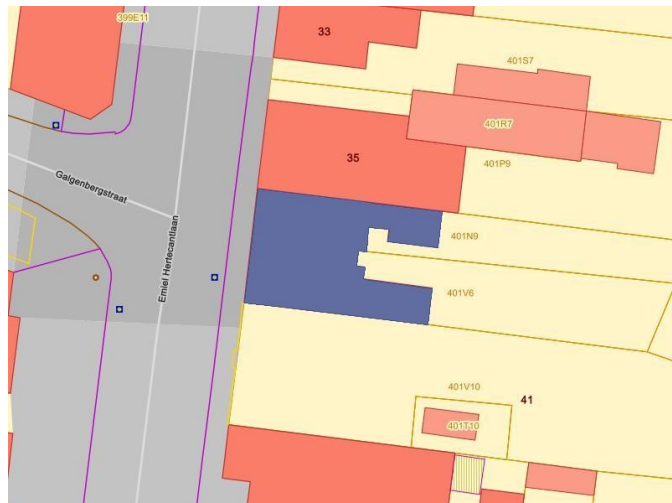 399E11
33
401S7
401R7
35
401P9
Galgenbergstraat
Emiel Hertecantlaan
401N9
401V6
401V10
41
401T10